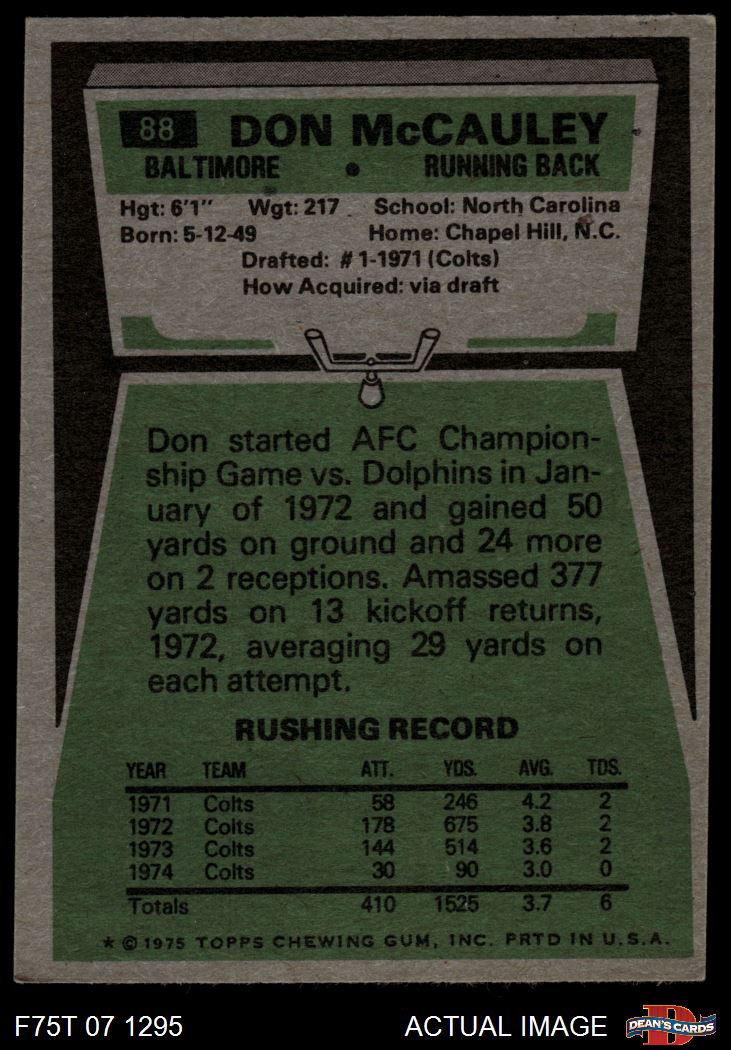 88 DON McCAULEY
BALTIMORE • RUNNING BACK
Hgt: 6'1" Wgt: 217 School: North Carolina
Born: 5-12-49 Home: Chapel Hill, N.C.
Drafted: #1-1971 (Colts)
How Acquired: via draft
Don started AFC Champion-
ship Game vs. Dolphins in Jan-
uary of 1972 and gained 50
yards on ground and 24 more
on 2 receptions. Amassed 377
yards on 13 kickoff returns,
1972, averaging 29 yards on
each attempt.
RUSHING RECORD
YEAR TEAM ATT. YDS. AVG. TDS.
1971 Colts 58 246 4.2 2
1972 Colts 178 675 3.8 2
1973 Colts 144 514 3.6 2
1974 Colts 30 90 3.0 0
Totals 410 1525 3.7 6
* © 1975 TOPPS CHEWING GUM, INC. PRTD IN U.S.A.
F75T 07 1295 ACTUAL IMAGE DEAN'S CARDS